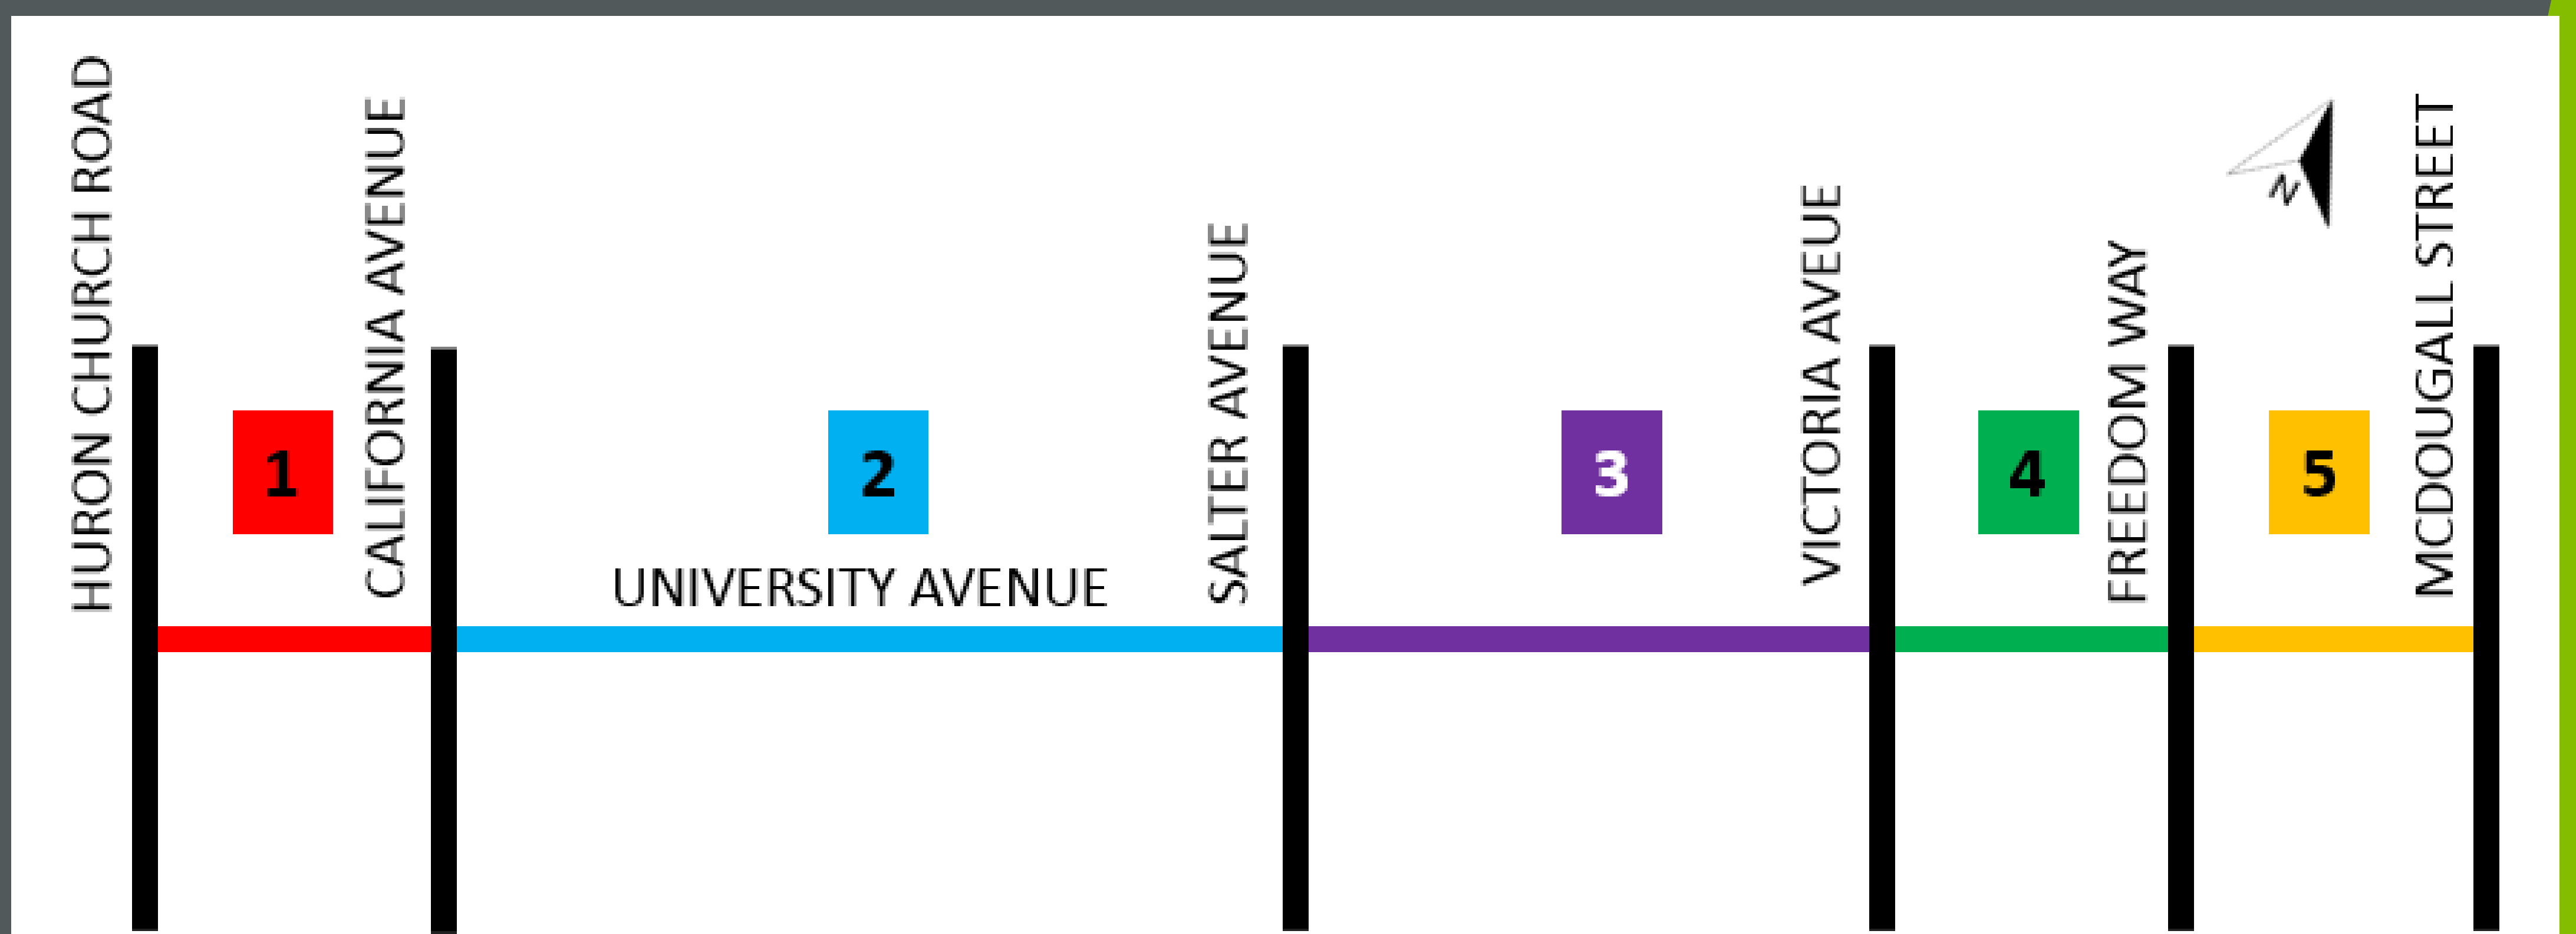 HURON CHURCH ROAD
CALIFORNIA AVENUE
SALTER AVENUE
VICTORIA AVEUE
FREEDOM WAY
MCDOUGALL STREET
N
1
2
3
4
5
UNIVERSITY AVENUE